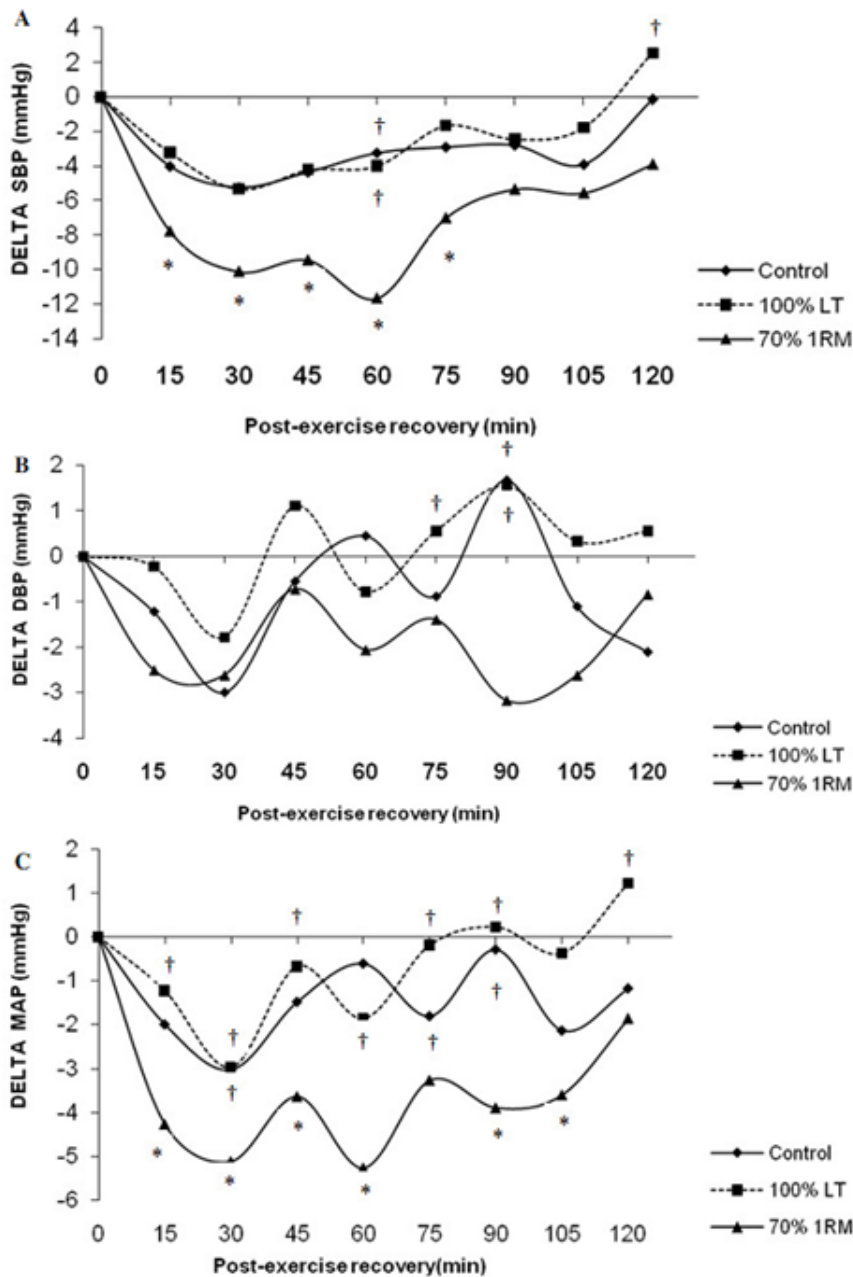 A
4
2
0
-2
-4
-6
-8
-10
-12
-14
DELTA SBP (mmHg)
†
†
†
†
* * * * *
Control
100% LT
70% 1RM
0 15 30 45 60 75 90 105 120
Post-exercise recovery (min)
B
2
1
0
-1
-2
-3
-4
DELTA DBP (mmHg)
†
†
†
Control
100% LT
70% 1RM
0 15 30 45 60 75 90 105 120
Post-exercise recovery (min)
C
2
1
0
-1
-2
-3
-4
-5
-6
DELTA MAP (mmHg)
† † † †
†
†
† † †
†
* * * * * *
Control
100% LT
70% 1RM
0 15 30 45 60 75 90 105 120
Post-exercise recovery(min)